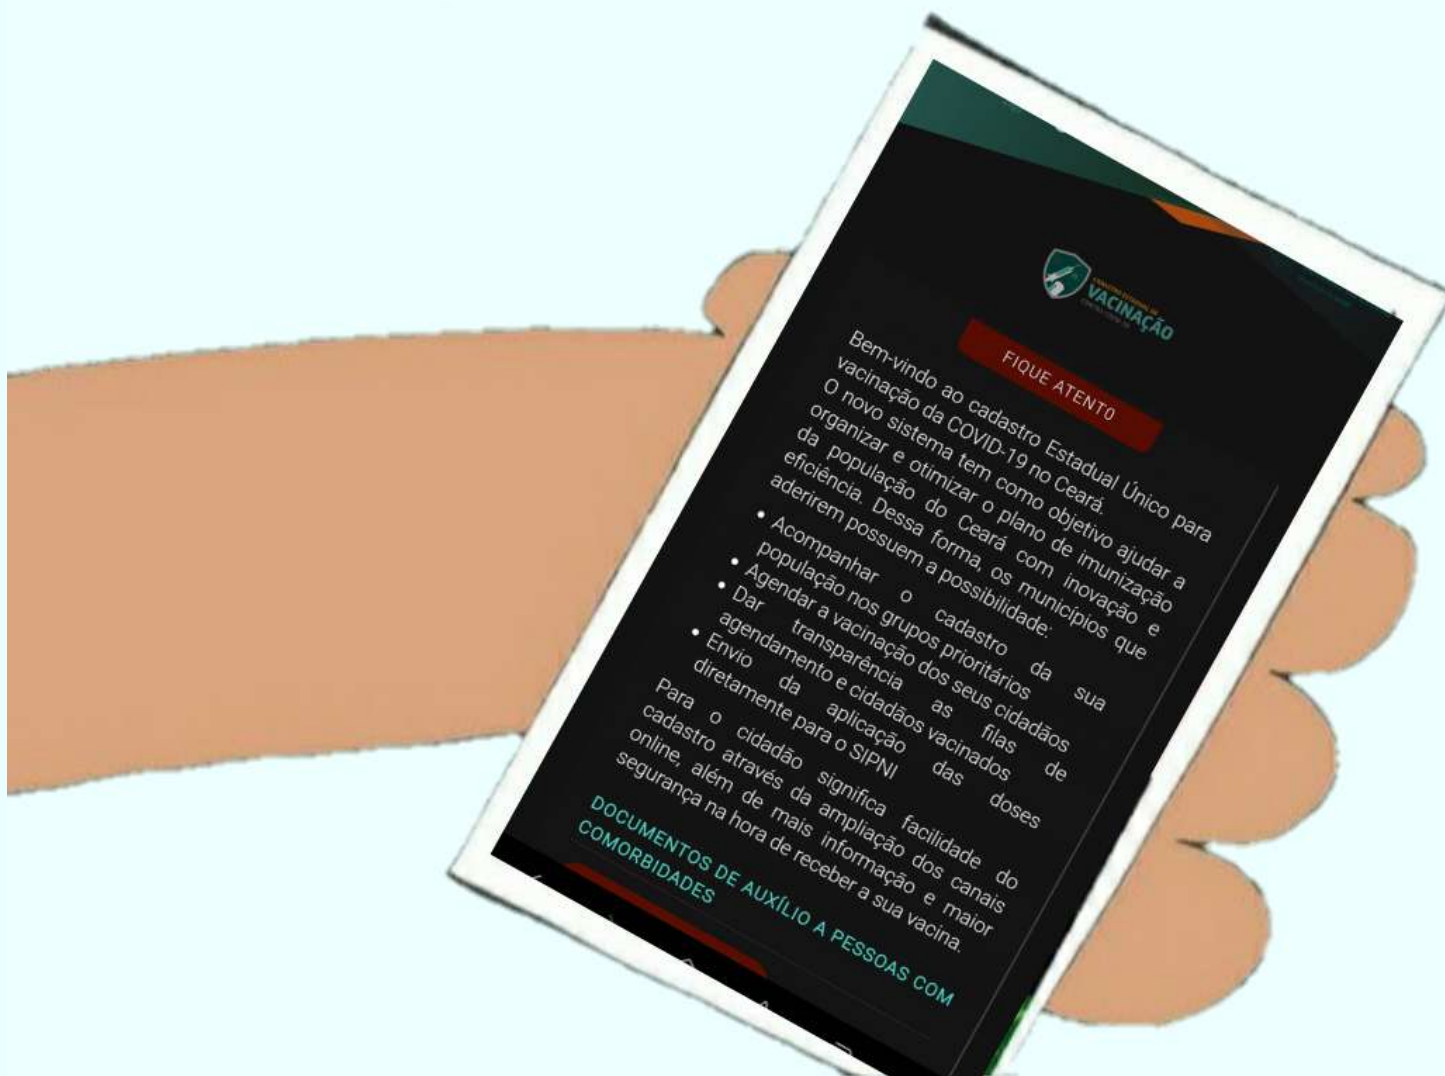 CADASTRO ESTADUAL DE
VACINAÇÃO
FIQUE ATENTO
Bem-vindo ao cadastro Estadual Único para
vacinação da COVID-19 no Ceará.
O novo sistema tem como objetivo ajudar a
organizar e otimizar o plano de imunização
da população do Ceará com inovação e
eficiência. Dessa forma, os municípios que
aderirem possuem a possibilidade:
• Acompanhar o cadastro da sua
população nos grupos prioritários
• Agendar a vacinação dos seus cidadãos
• Dar transparência as filas de
agendamento e cidadãos vacinados
• Envio da aplicação das doses
diretamente para o SIPNI
Para o cidadão significa facilidade do
cadastro através da ampliação dos canais
online, além de mais informação e maior
segurança na hora de receber a sua vacina.
DOCUMENTOS DE AUXÍLIO A PESSOAS COM
COMORBIDADES